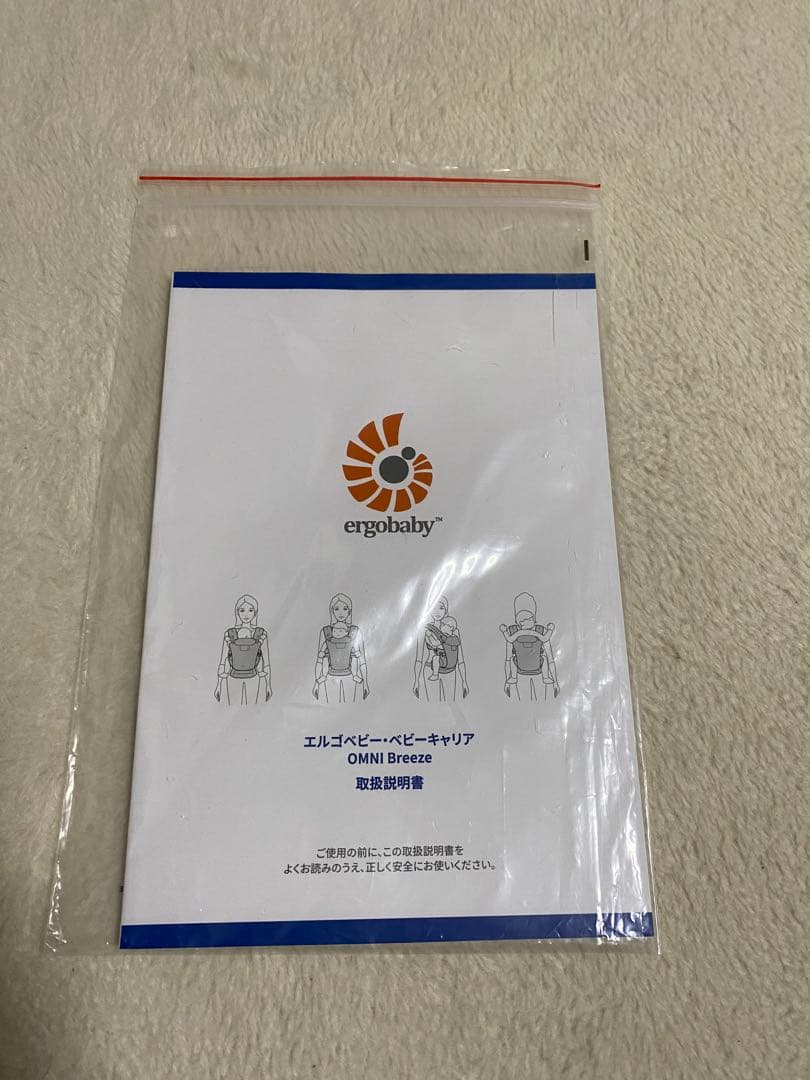 ergobaby™
エルゴベビー・ベビーキャリア
OMNI Breeze
取扱説明書
ご使用の前に、この取扱説明書を
よくお読みのうえ、正しく安全にお使いください。